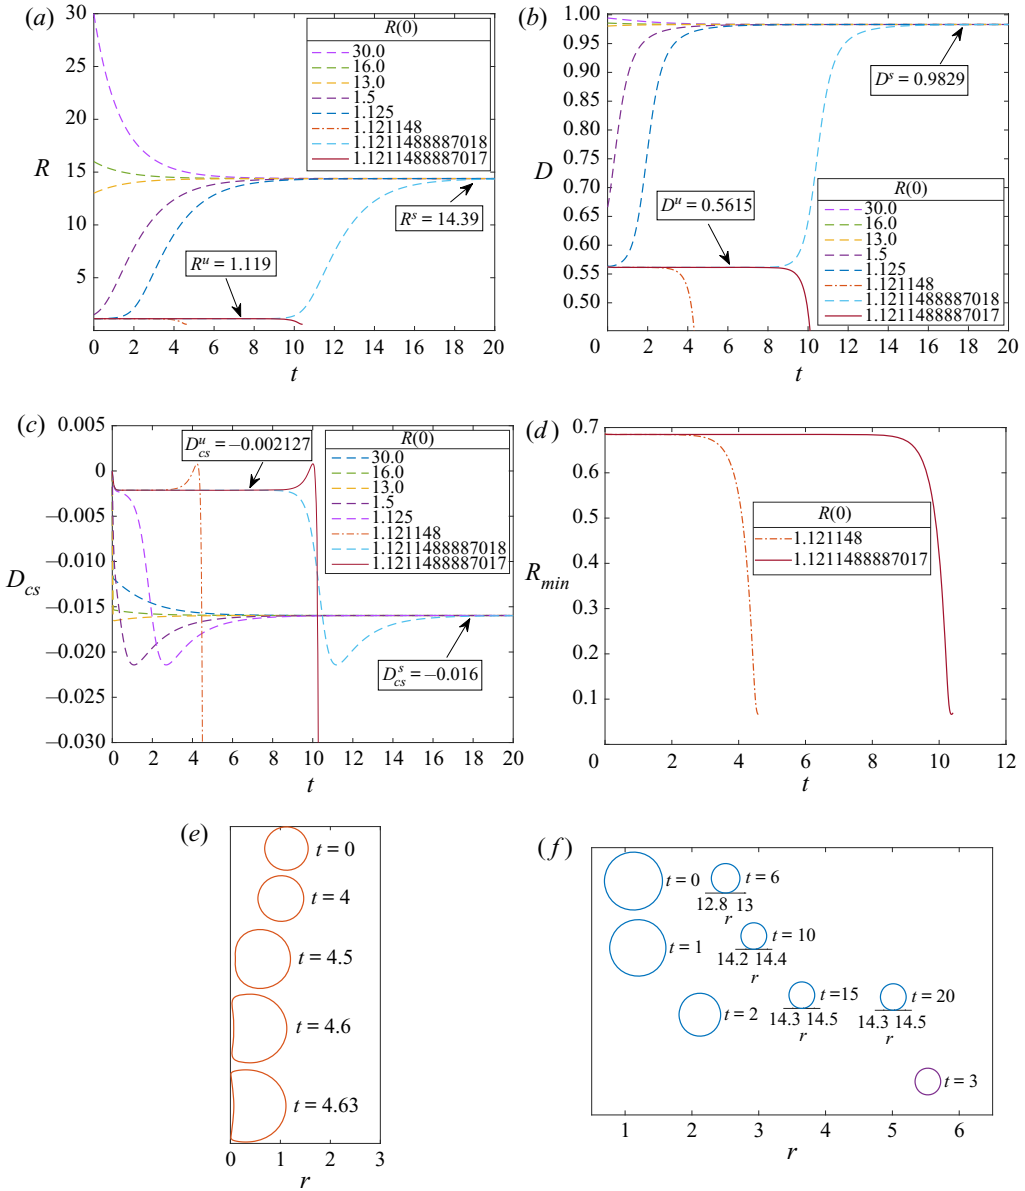 (a)
30
25
20
15
10
5
R
0
2
4
6
8
10
12
14
16
18
20
t
R(0)
30.0
16.0
13.0
1.5
1.125
1.121148
1.1211488887018
1.1211488887017
R^s = 14.39
R^u = 1.119
(b)
1.00
0.95
0.90
0.85
0.80
0.75
0.70
0.65
0.60
0.55
0.50
D
0
2
4
6
8
10
12
14
16
18
20
t
D^s = 0.9829
D^u = 0.5615
R(0)
30.0
16.0
13.0
1.5
1.125
1.121148
1.1211488887018
1.1211488887017
(c)
0.005
0
−0.005
−0.010
−0.015
−0.020
−0.025
−0.030
D_cs
0
2
4
6
8
10
12
14
16
18
20
t
D^u_cs = −0.002127
R(0)
30.0
16.0
13.0
1.5
1.125
1.121148
1.1211488887018
1.1211488887017
D^s_cs = −0.016
(d)
0.7
0.6
0.5
0.4
0.3
0.2
0.1
R_min
0
2
4
6
8
10
12
t
R(0)
1.121148
1.1211488887017
(e)
t = 0
t = 4
t = 4.5
t = 4.6
t = 4.63
0
1
2
3
r
(f)
t = 0
t = 6
12.8 13
r
t = 1
t = 10
14.2 14.4
r
t = 2
t =15
14.3 14.5
r
t = 20
14.3 14.5
r
t = 3
1
2
3
4
5
6
r